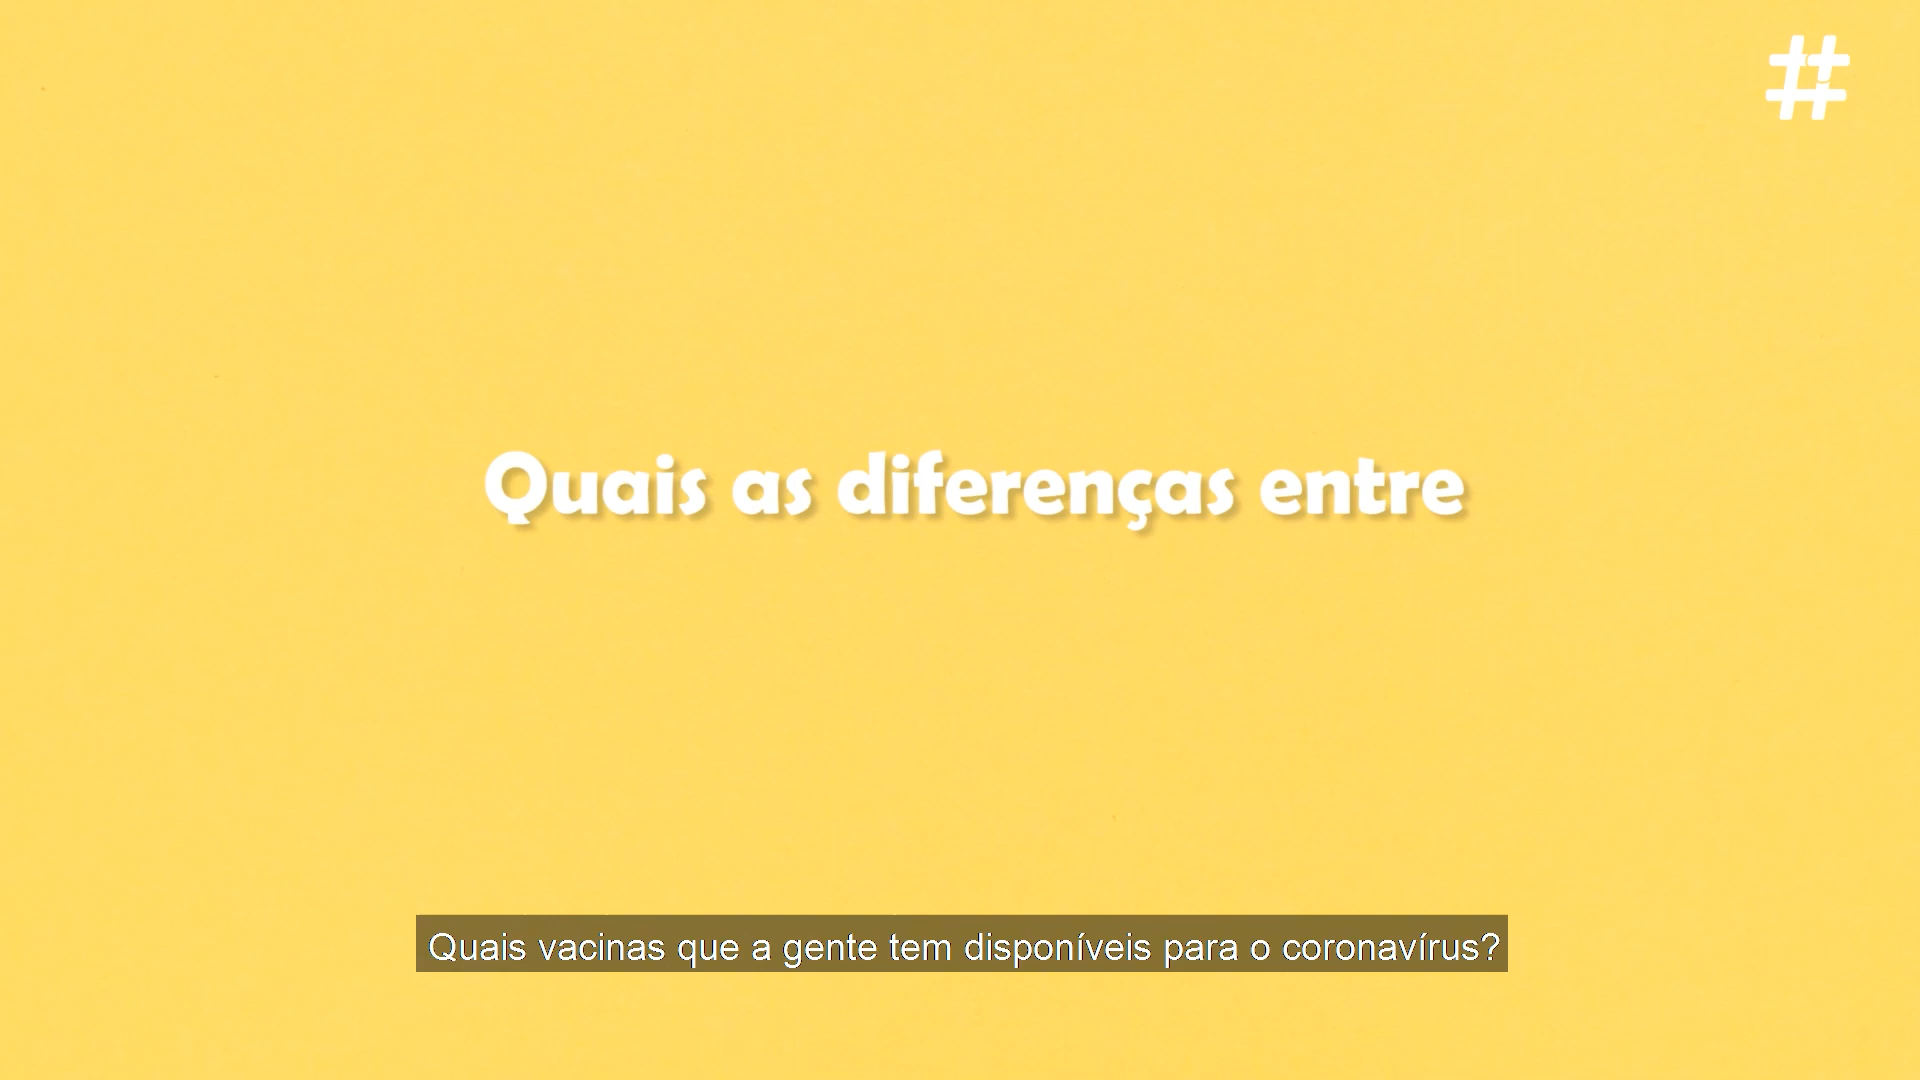 #
Quais as diferenças entre
Quais vacinas que a gente tem disponíveis para o coronavírus?